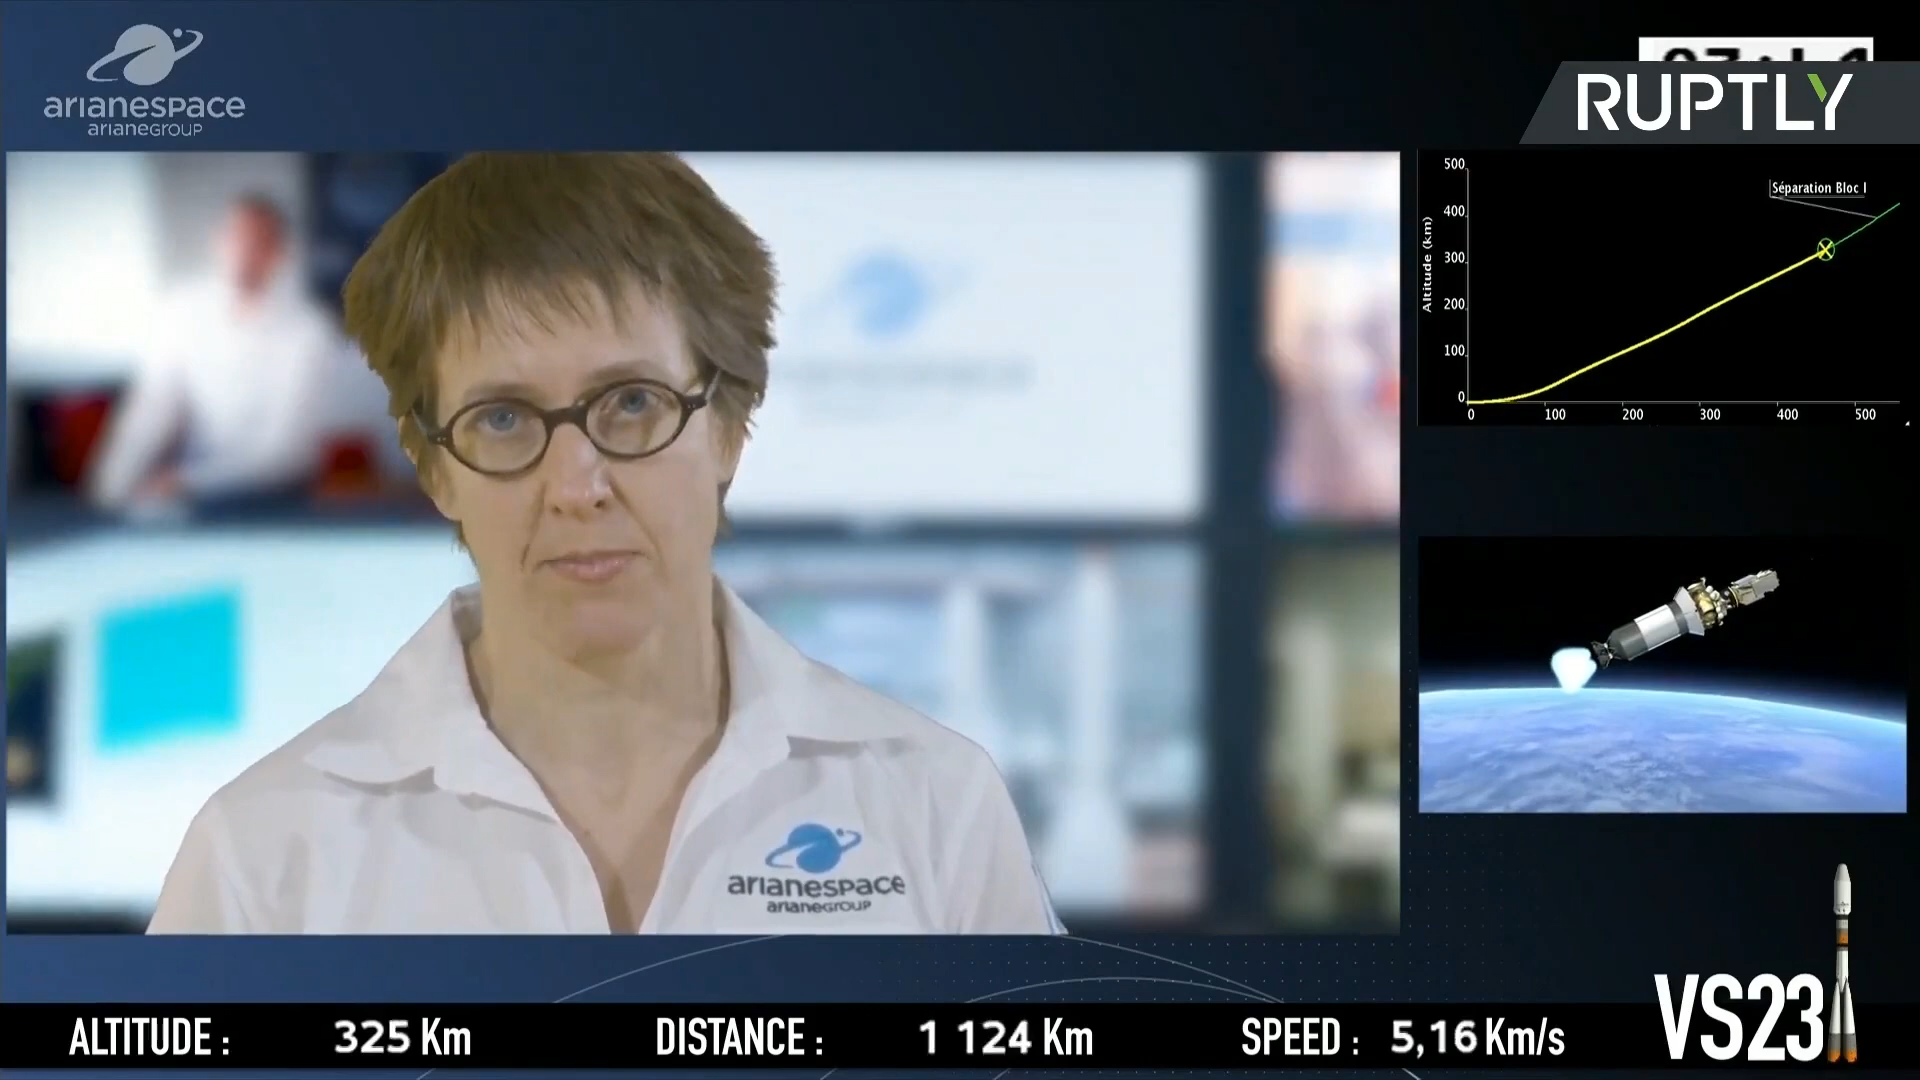 arianespace
arianeGROUP
RUPTLY
500
400
300
200
100
0
Altitude (km)
Séparation Bloc I
0 100 200 300 400 500
arianespace
arianeGROUP
VS23
ALTITUDE : 325 Km DISTANCE : 1 124 Km SPEED : 5,16 Km/s